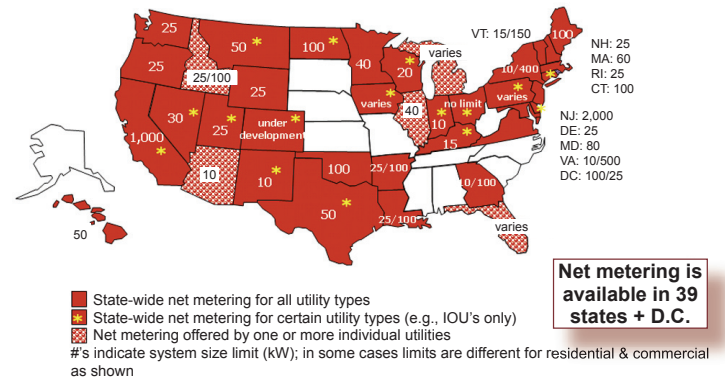 25
50 *
100 *
40
20 *
varies
VT: 15/150
100
NH: 25
MA: 60
RI: 25
CT: 100
25
25/100
25
10/400
varies *
*
*
NJ: 2,000
DE: 25
MD: 80
VA: 10/500
DC: 100/25
1,000 *
30 *
25 *
under development *
varies *
40
10 *
no limit *
15 *
10
10 *
100
25/100
50 *
25/100
10/100
varies
50
Net metering is
available in 39
states + D.C.
State-wide net metering for all utility types
* State-wide net metering for certain utility types (e.g., IOU's only)
Net metering offered by one or more individual utilities
#'s indicate system size limit (kW); in some cases limits are different for residential & commercial
as shown